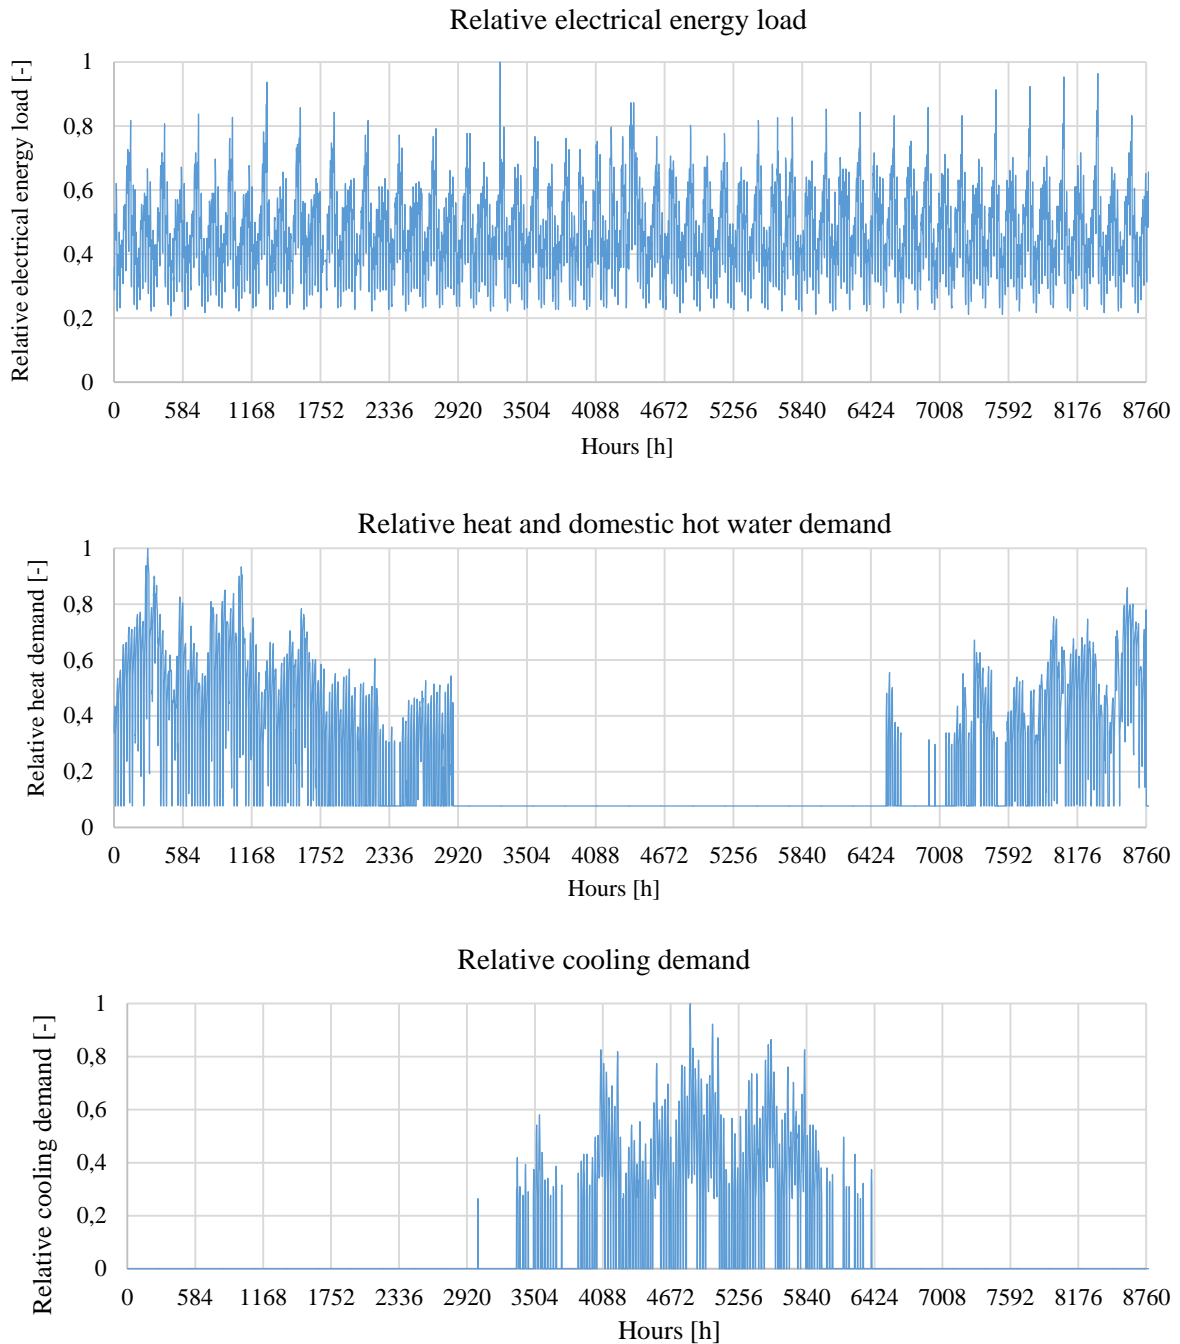 Relative electrical energy load
Relative electrical energy load [-]
1
0,8
0,6
0,4
0,2
0
0 584 1168 1752 2336 2920 3504 4088 4672 5256 5840 6424 7008 7592 8176 8760
Hours [h]
Relative heat and domestic hot water demand
Relative heat demand [-]
1
0,8
0,6
0,4
0,2
0
0 584 1168 1752 2336 2920 3504 4088 4672 5256 5840 6424 7008 7592 8176 8760
Hours [h]
Relative cooling demand
Relative cooling demand [-]
1
0,8
0,6
0,4
0,2
0
0 584 1168 1752 2336 2920 3504 4088 4672 5256 5840 6424 7008 7592 8176 8760
Hours [h]